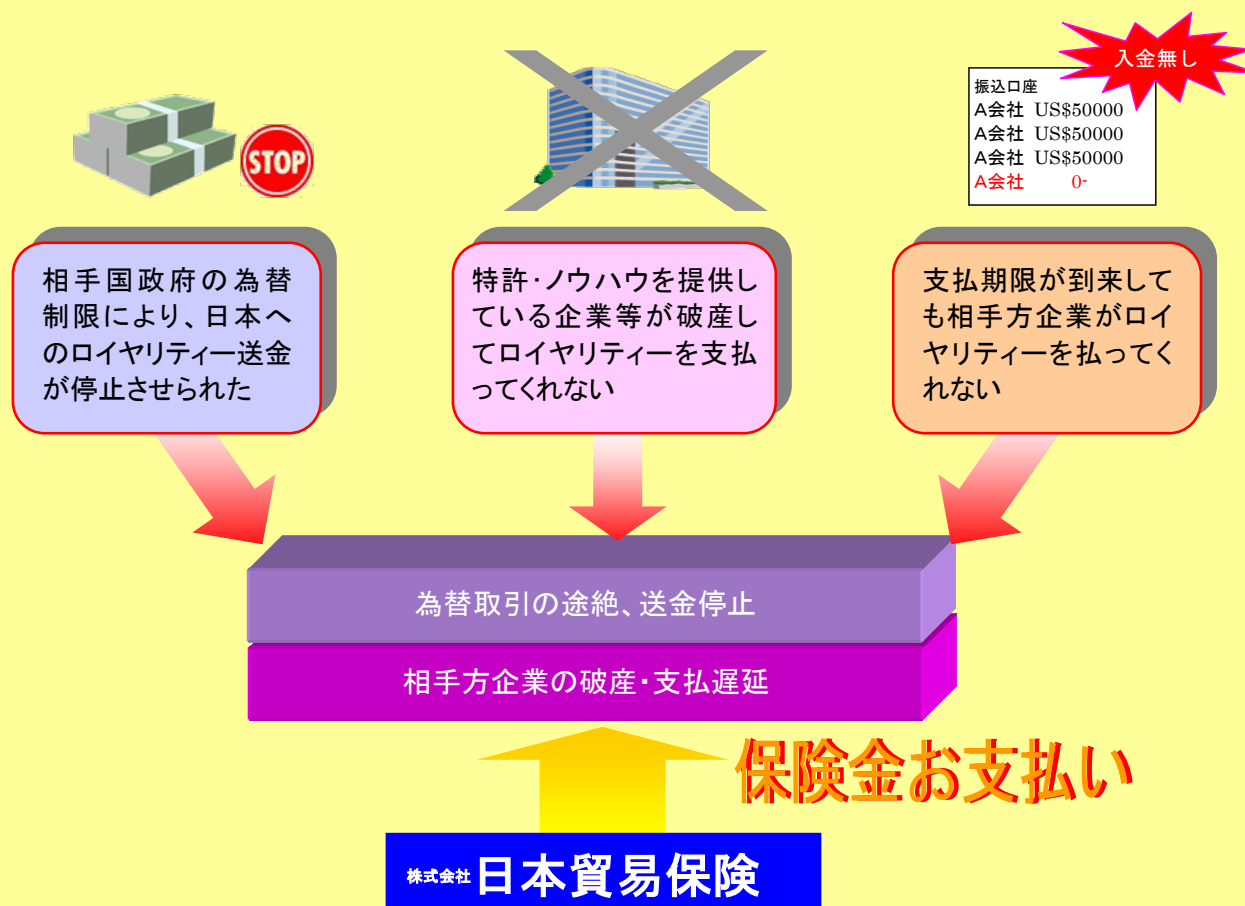 入金無し
STOP
振込口座
A会社 US$50000
A会社 US$50000
A会社 US$50000
A会社 0-
相手国政府の為替
制限により、日本へ
のロイヤリティー送金
が停止させられた
特許・ノウハウを提供し
ている企業等が破産し
てロイヤリティーを支払
ってくれない
支払期限が到来して
も相手方企業がロイ
ヤリティーを払ってく
れない
為替取引の途絶、送金停止
相手方企業の破産・支払遅延
保険金お支払い
株式会社日本貿易保険